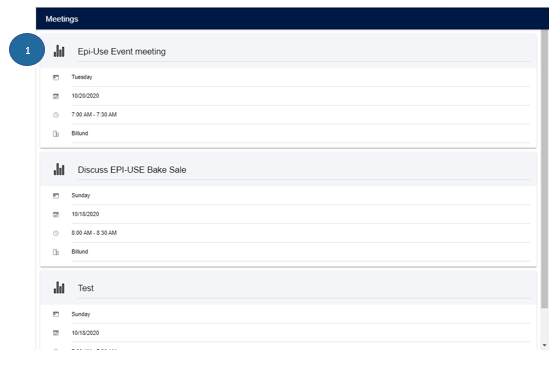 Meetings
1
Epi-Use Event meeting
Tuesday
10/20/2020
7:00 AM - 7:30 AM
Billund
Discuss EPI-USE Bake Sale
Sunday
10/18/2020
8:00 AM - 8:30 AM
Billund
Test
Sunday
10/18/2020